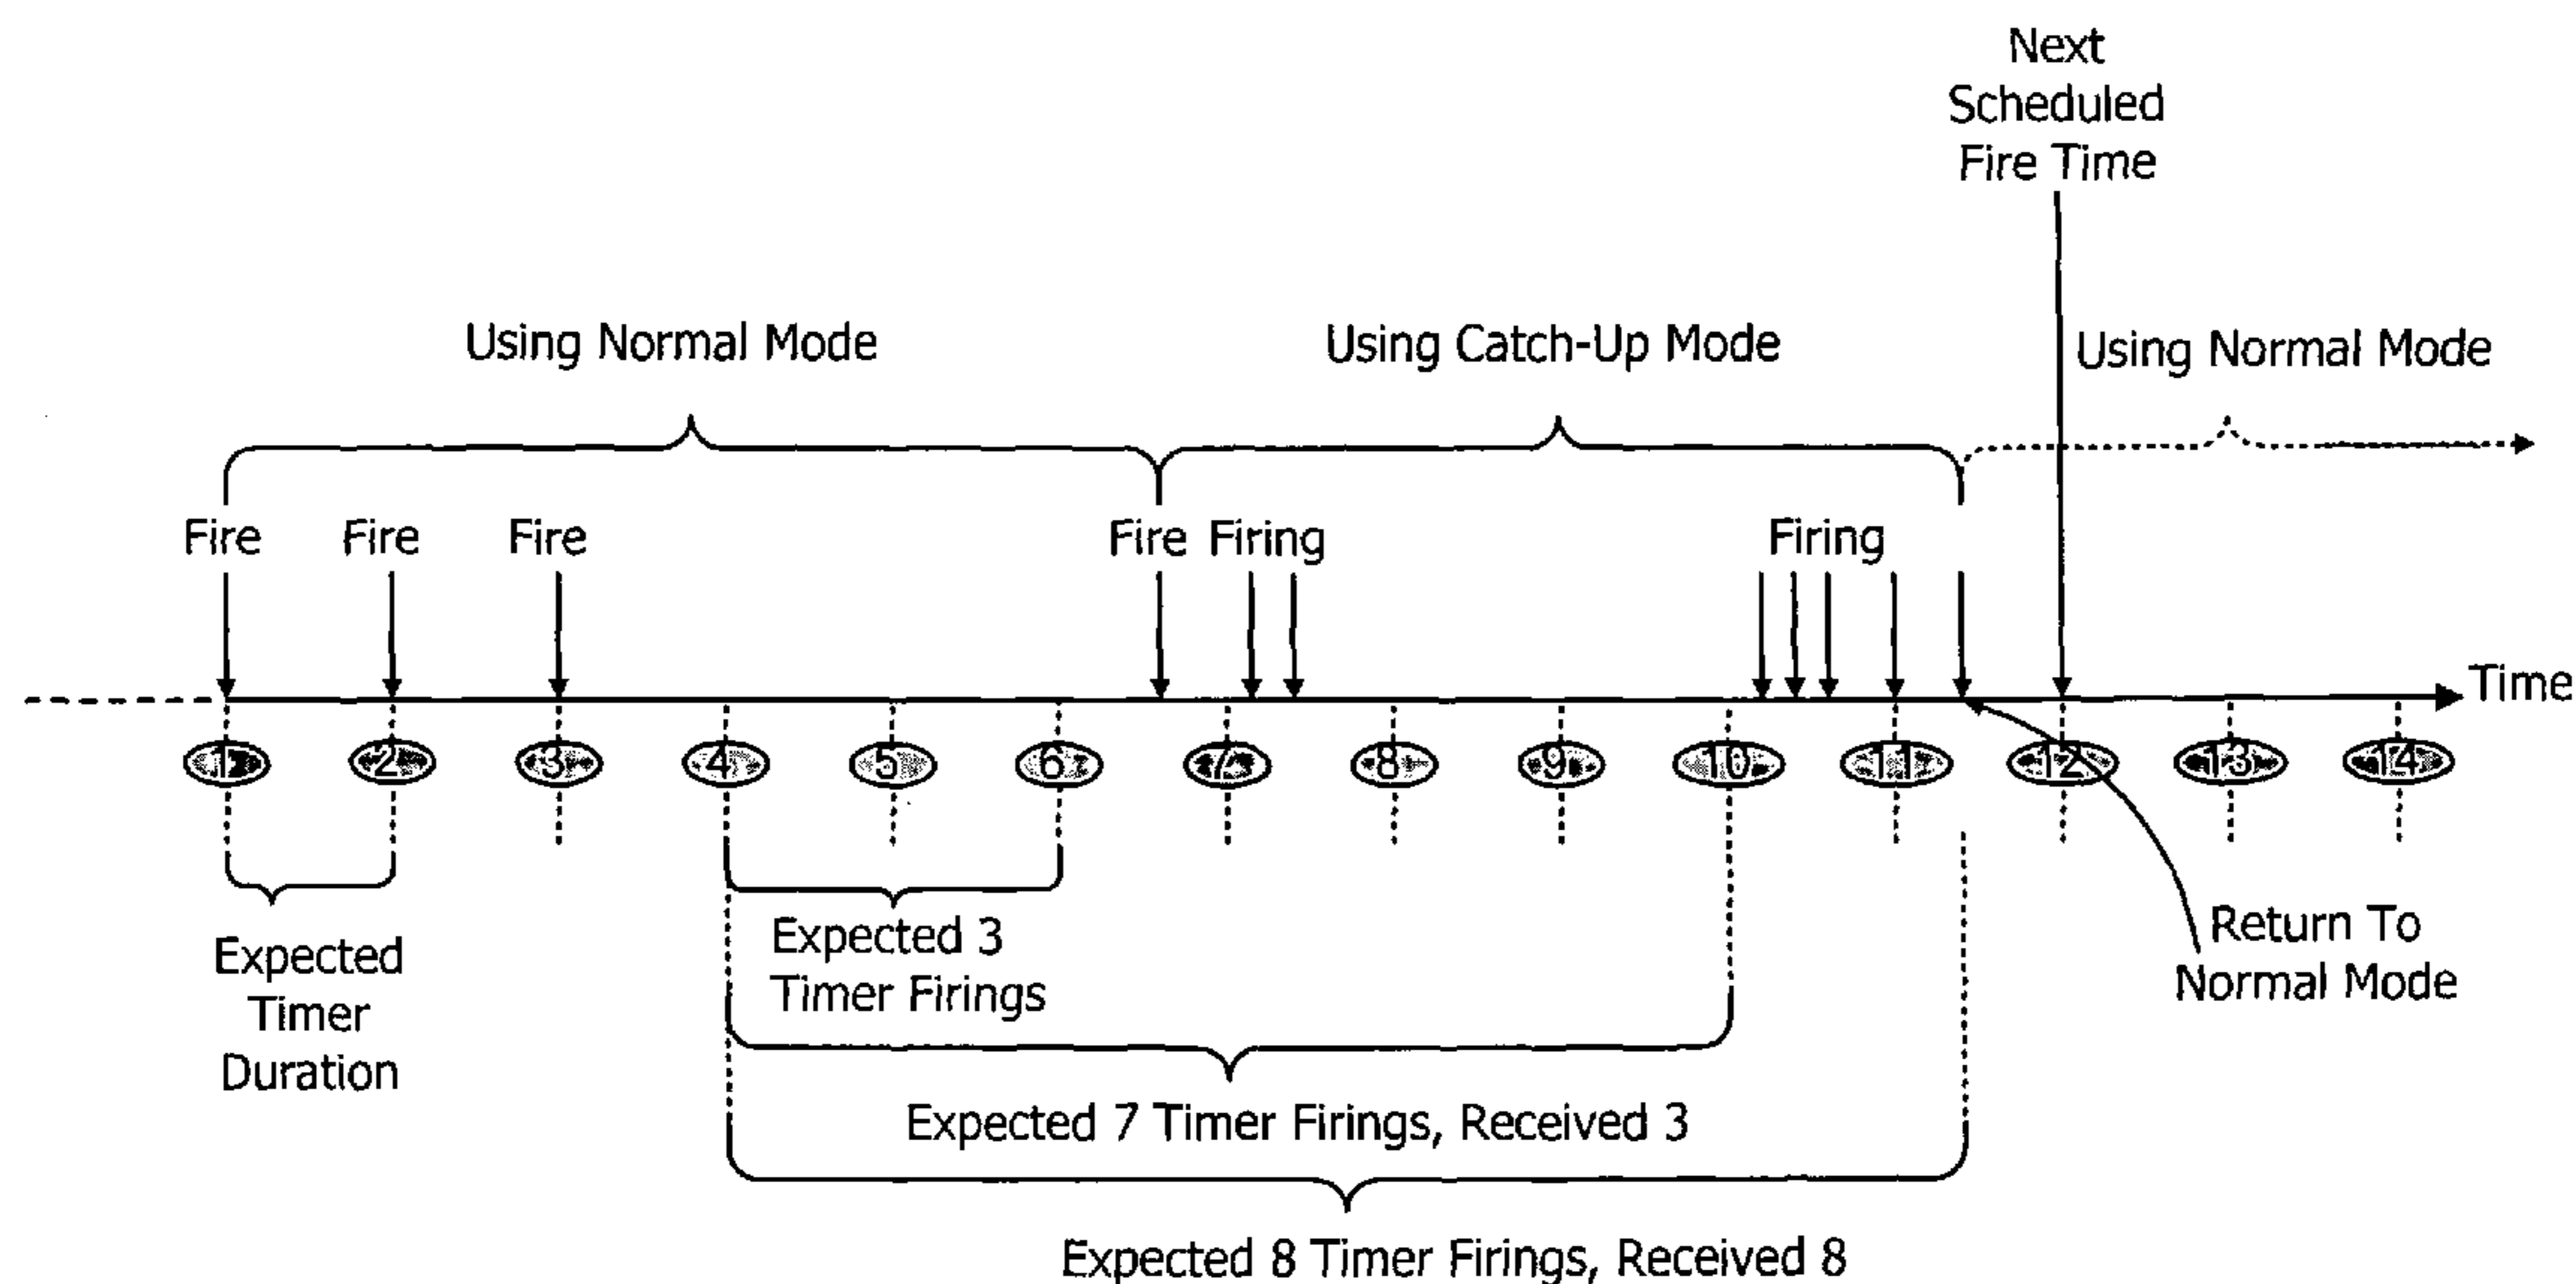 Next
Scheduled
Fire Time
Using Normal Mode
Using Catch-Up Mode
Using Normal Mode
Fire
Fire
Fire
Fire
Firing
Firing
Time
1
2
3
4
5
6
7
8
9
10
11
12
13
14
Expected
Timer
Duration
Expected 3
Timer Firings
Return To
Normal Mode
Expected 7 Timer Firings, Received 3
Expected 8 Timer Firings, Received 8